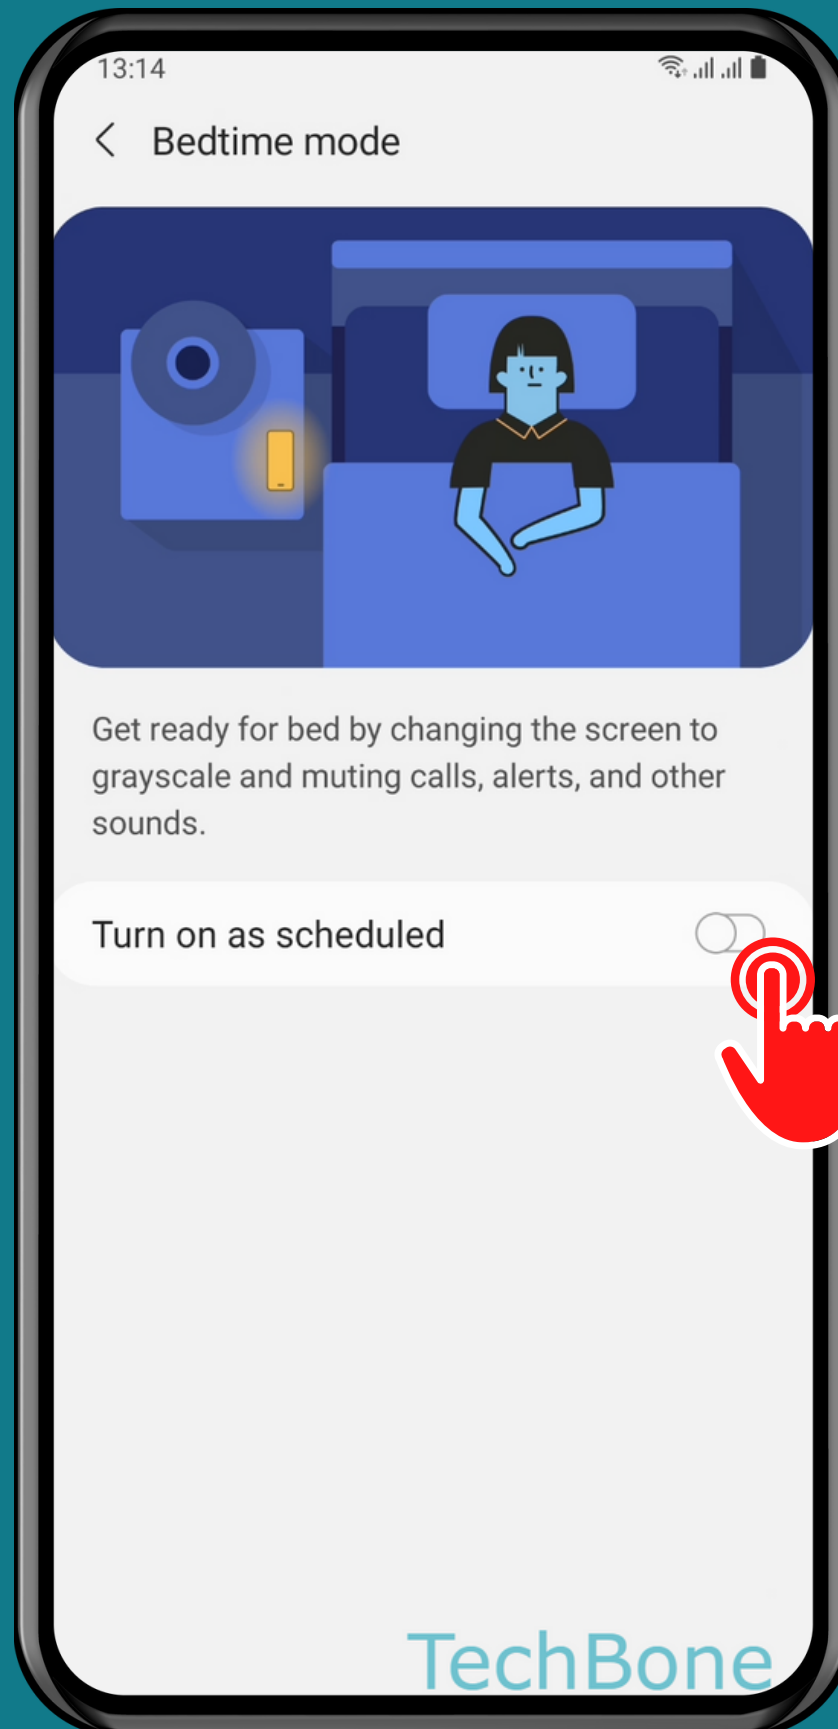 13:14
Bedtime mode
Get ready for bed by changing the screen to
grayscale and muting calls, alerts, and other
sounds.
Turn on as scheduled
TechBone